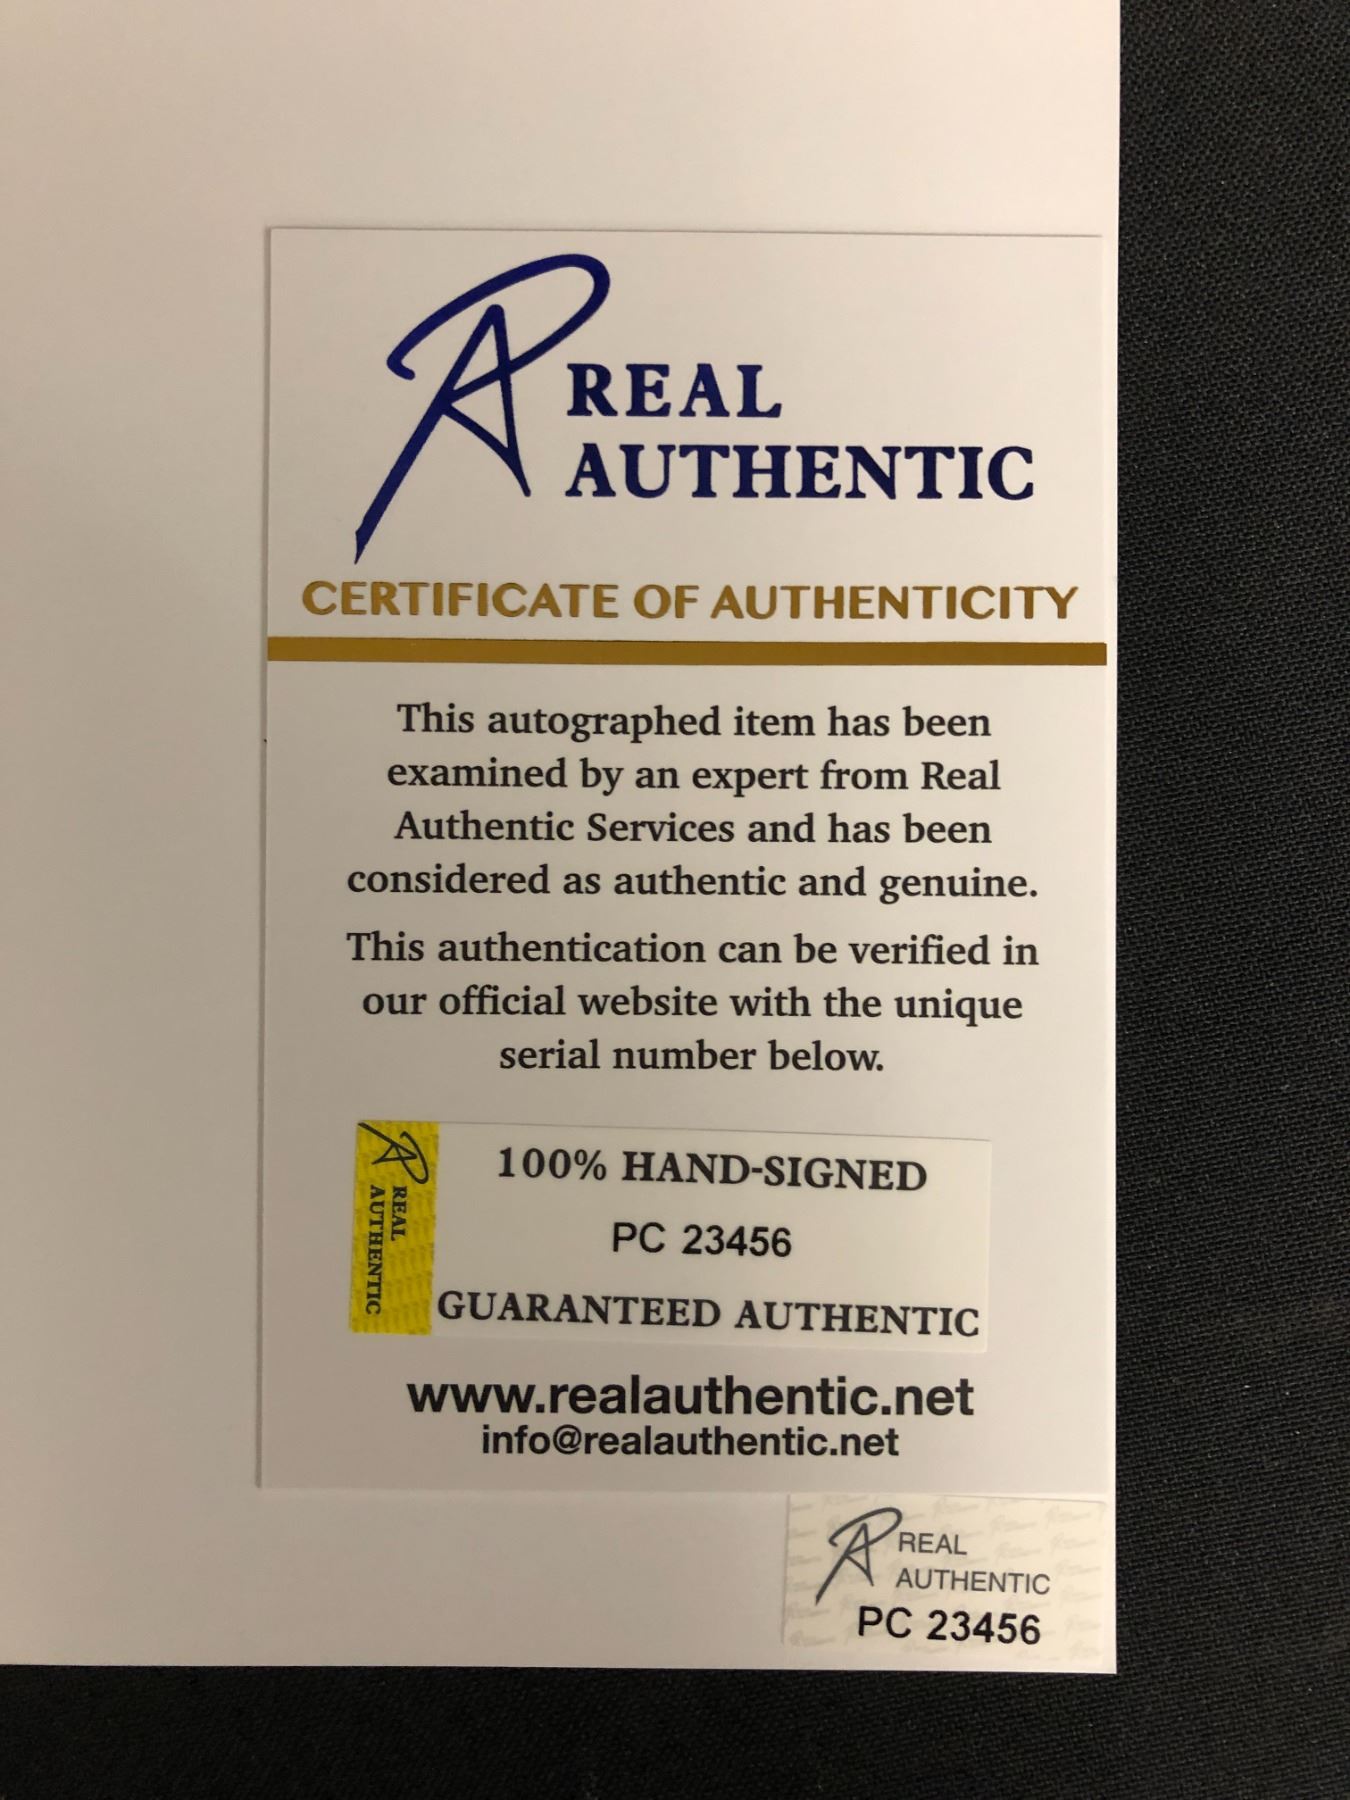 REAL
AUTHENTIC
CERTIFICATE OF AUTHENTICITY
This autographed item has been
examined by an expert from Real
Authentic Services and has been
considered as authentic and genuine.
This authentication can be verified in
our official website with the unique
serial number below.
REAL
AUTHENTIC
100% HAND-SIGNED
PC 23456
GUARANTEED AUTHENTIC
www.realauthentic.net
info@realauthentic.net
REAL
AUTHENTIC
PC 23456